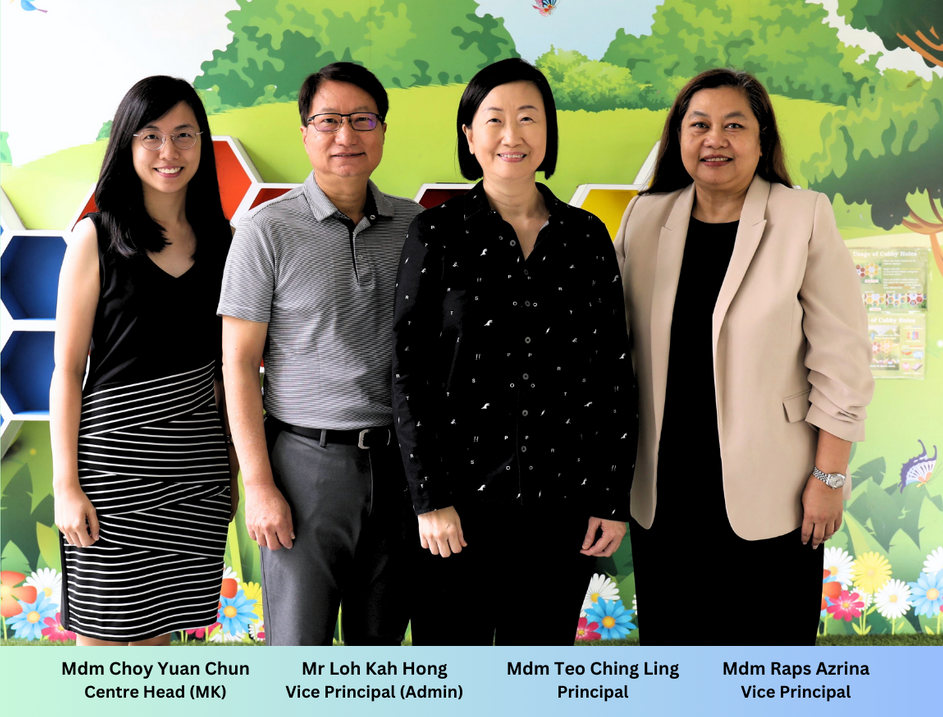 Mdm Choy Yuan Chun
Centre Head (MK)
Mr Loh Kah Hong
Vice Principal (Admin)
Mdm Teo Ching Ling
Principal
Mdm Raps Azrina
Vice Principal